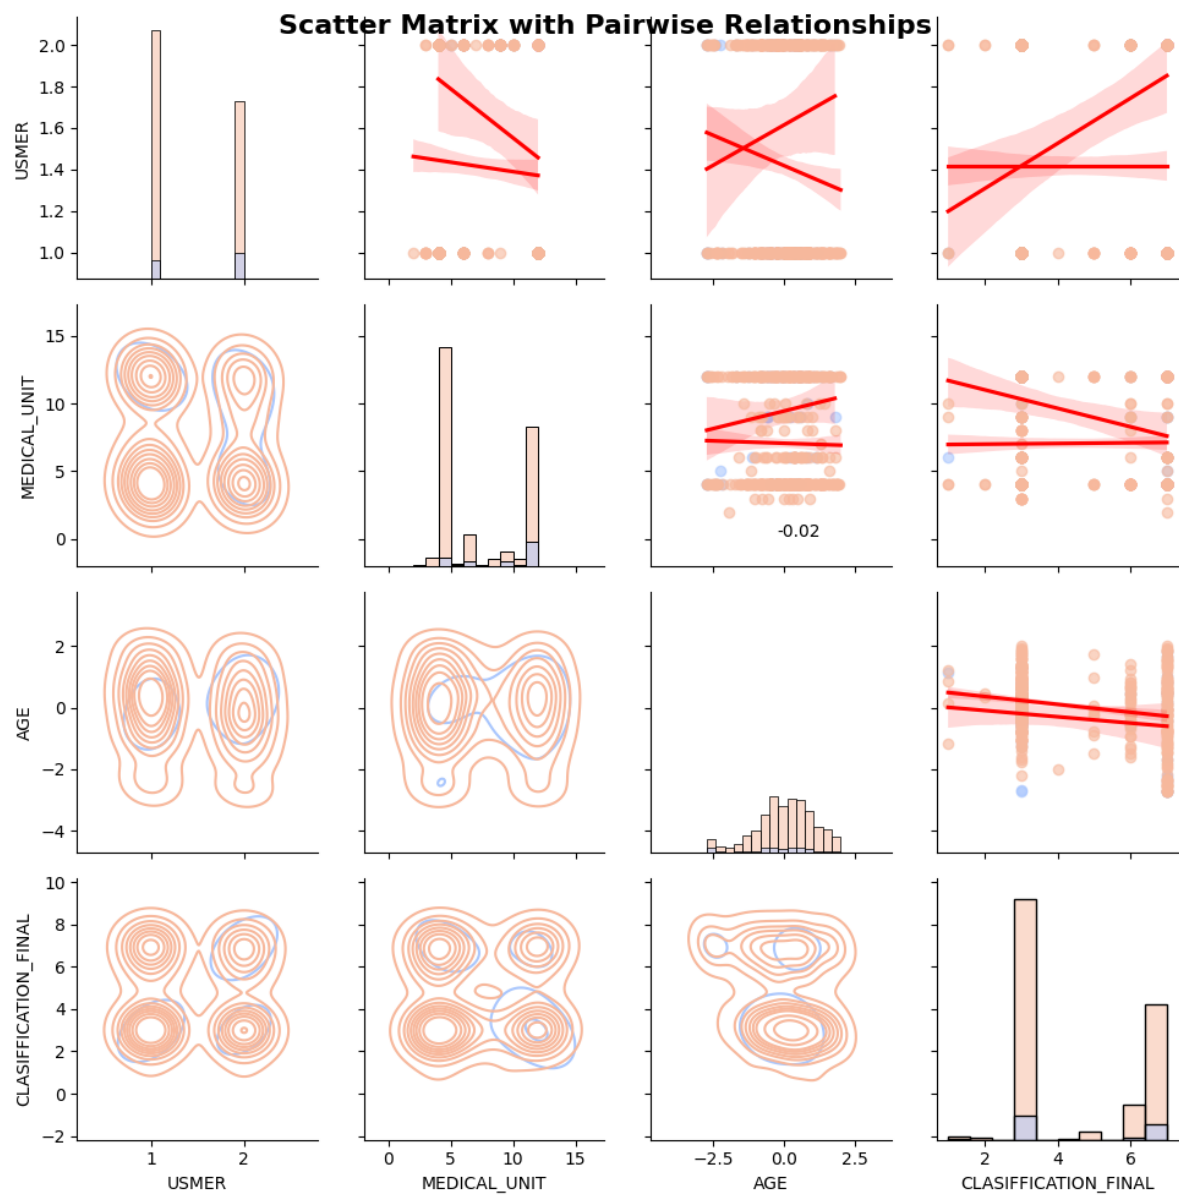 Scatter Matrix with Pairwise Relationships
USMER
2.0
1.8
1.6
1.4
1.2
1.0
MEDICAL_UNIT
15
10
5
0
-0.02
AGE
2
0
−2
−4
CLASIFFICATION_FINAL
10
8
6
4
2
0
−2
1 2
0 5 10 15
−2.5 0.0 2.5
2 4 6
USMER
MEDICAL_UNIT
AGE
CLASIFFICATION_FINAL